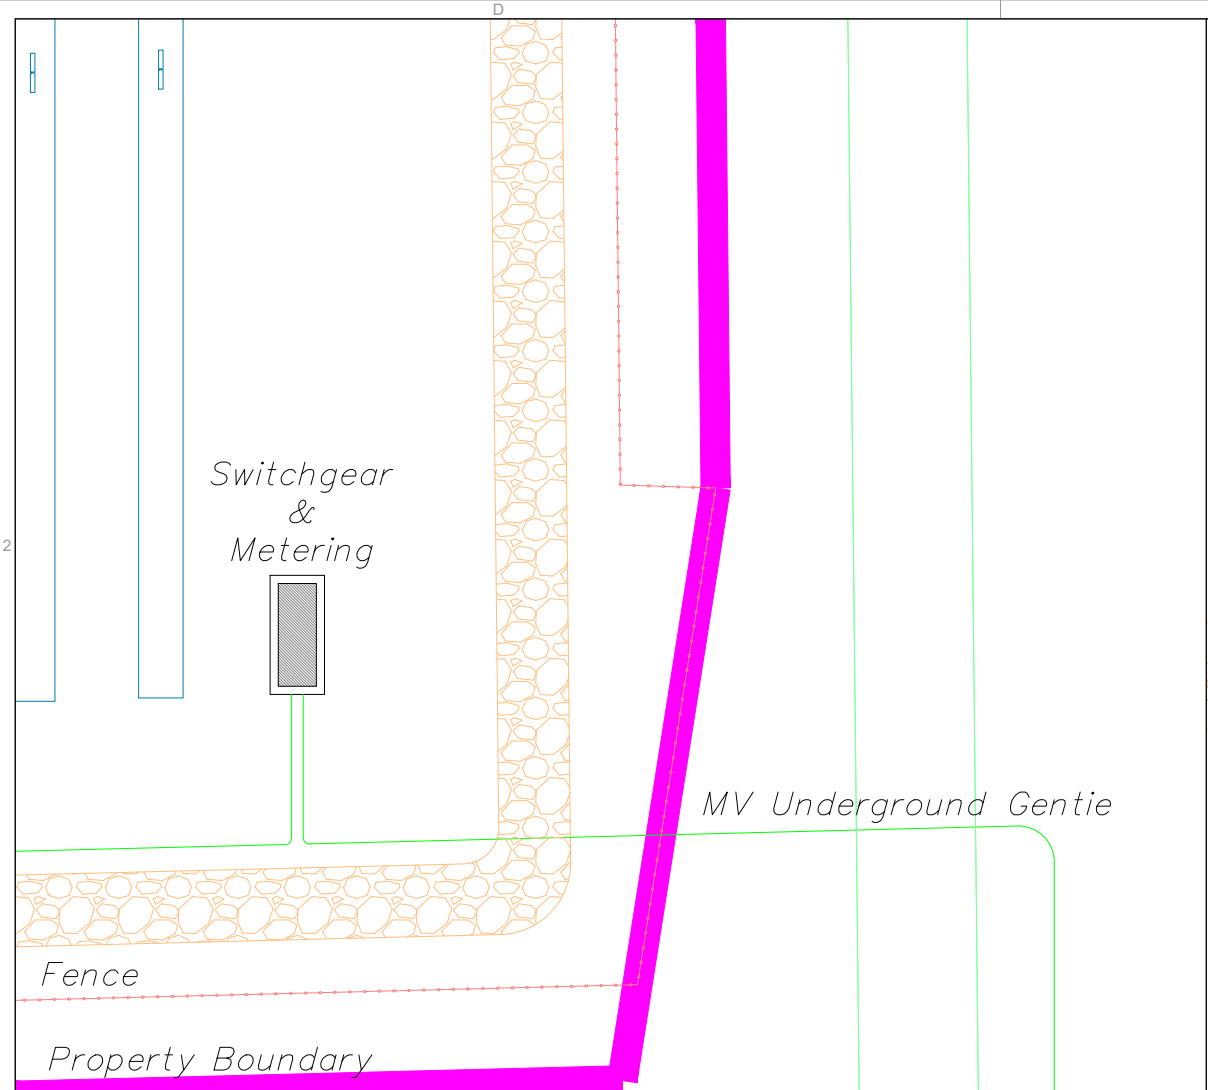 D
Switchgear
&
Metering
2
MV Underground Gentie
Fence
Property Boundary